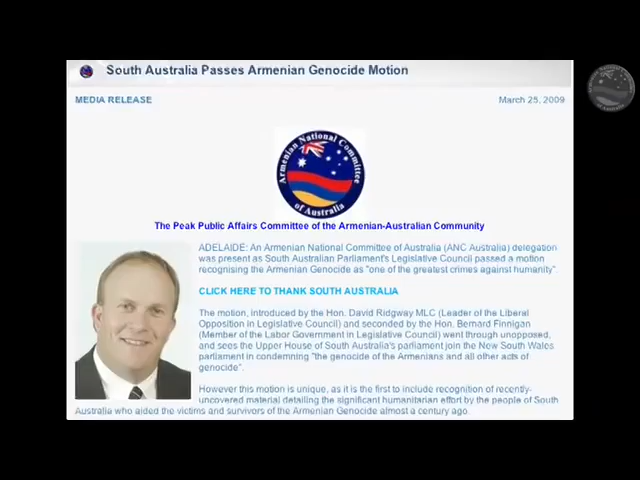 South Australia Passes Armenian Genocide Motion
MEDIA RELEASE March 25, 2009
Armenian National Committee
of Australia
The Peak Public Affairs Committee of the Armenian-Australian Community
ADELAIDE: An Armenian National Committee of Australia (ANC Australia) delegation
was present as South Australian Parliament's Legislative Council passed a motion
recognising the Armenian Genocide as "one of the greatest crimes against humanity".
CLICK HERE TO THANK SOUTH AUSTRALIA
The motion, introduced by the Hon. David Ridgway MLC (Leader of the Liberal
Opposition in Legislative Council) and seconded by the Hon. Bernard Finnigan
(Member of the Labor Government in Legislative Council) went through unopposed,
and sees the Upper House of South Australia's parliament join the New South Wales
parliament in condemning "the genocide of the Armenians and all other acts of
genocide".
However this motion is unique, as it is the first to include recognition of recently-
uncovered material detailing the significant humanitarian effort by the people of South
Australia who aided the victims and survivors of the Armenian Genocide almost a century ago.
Armenian National Committee
of Australia